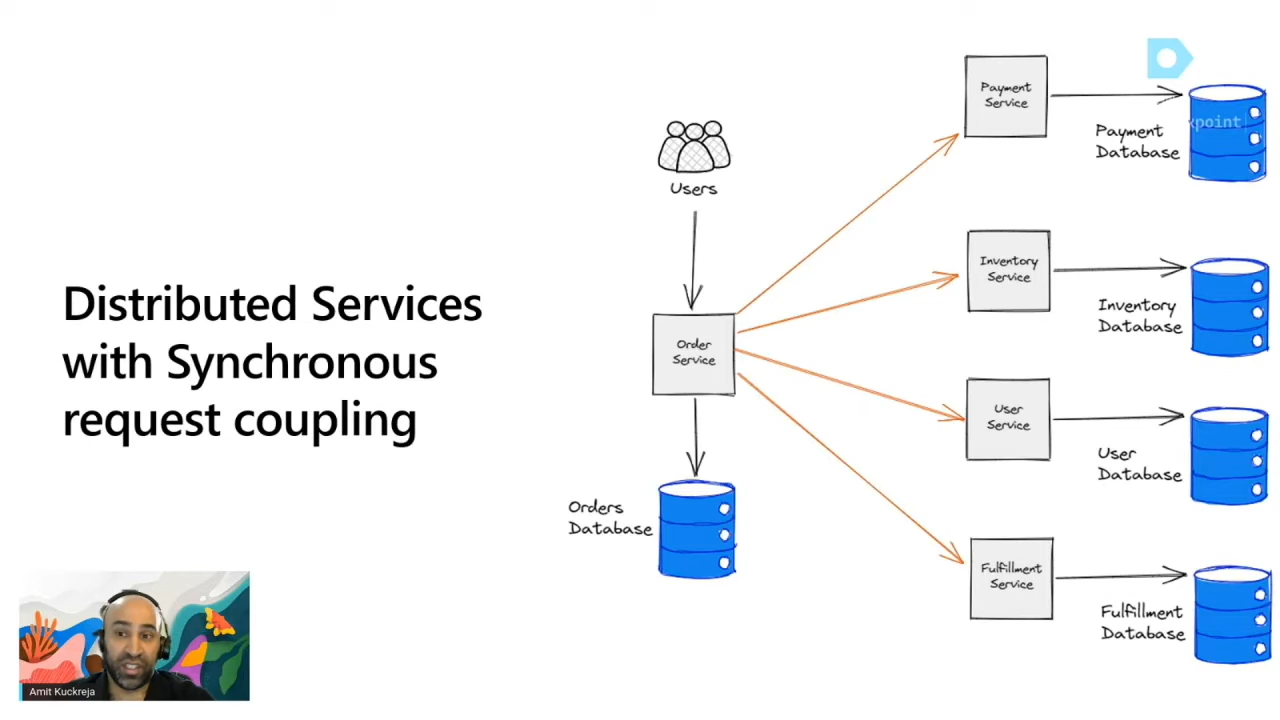 Distributed Services
with Synchronous
request coupling
Users
Order
Service
Orders
Database
Payment
Service
Payment
Database
Inventory
Service
Inventory
Database
User
Service
User
Database
Fulfillment
Service
Fulfillment
Database
Amit Kuckreja